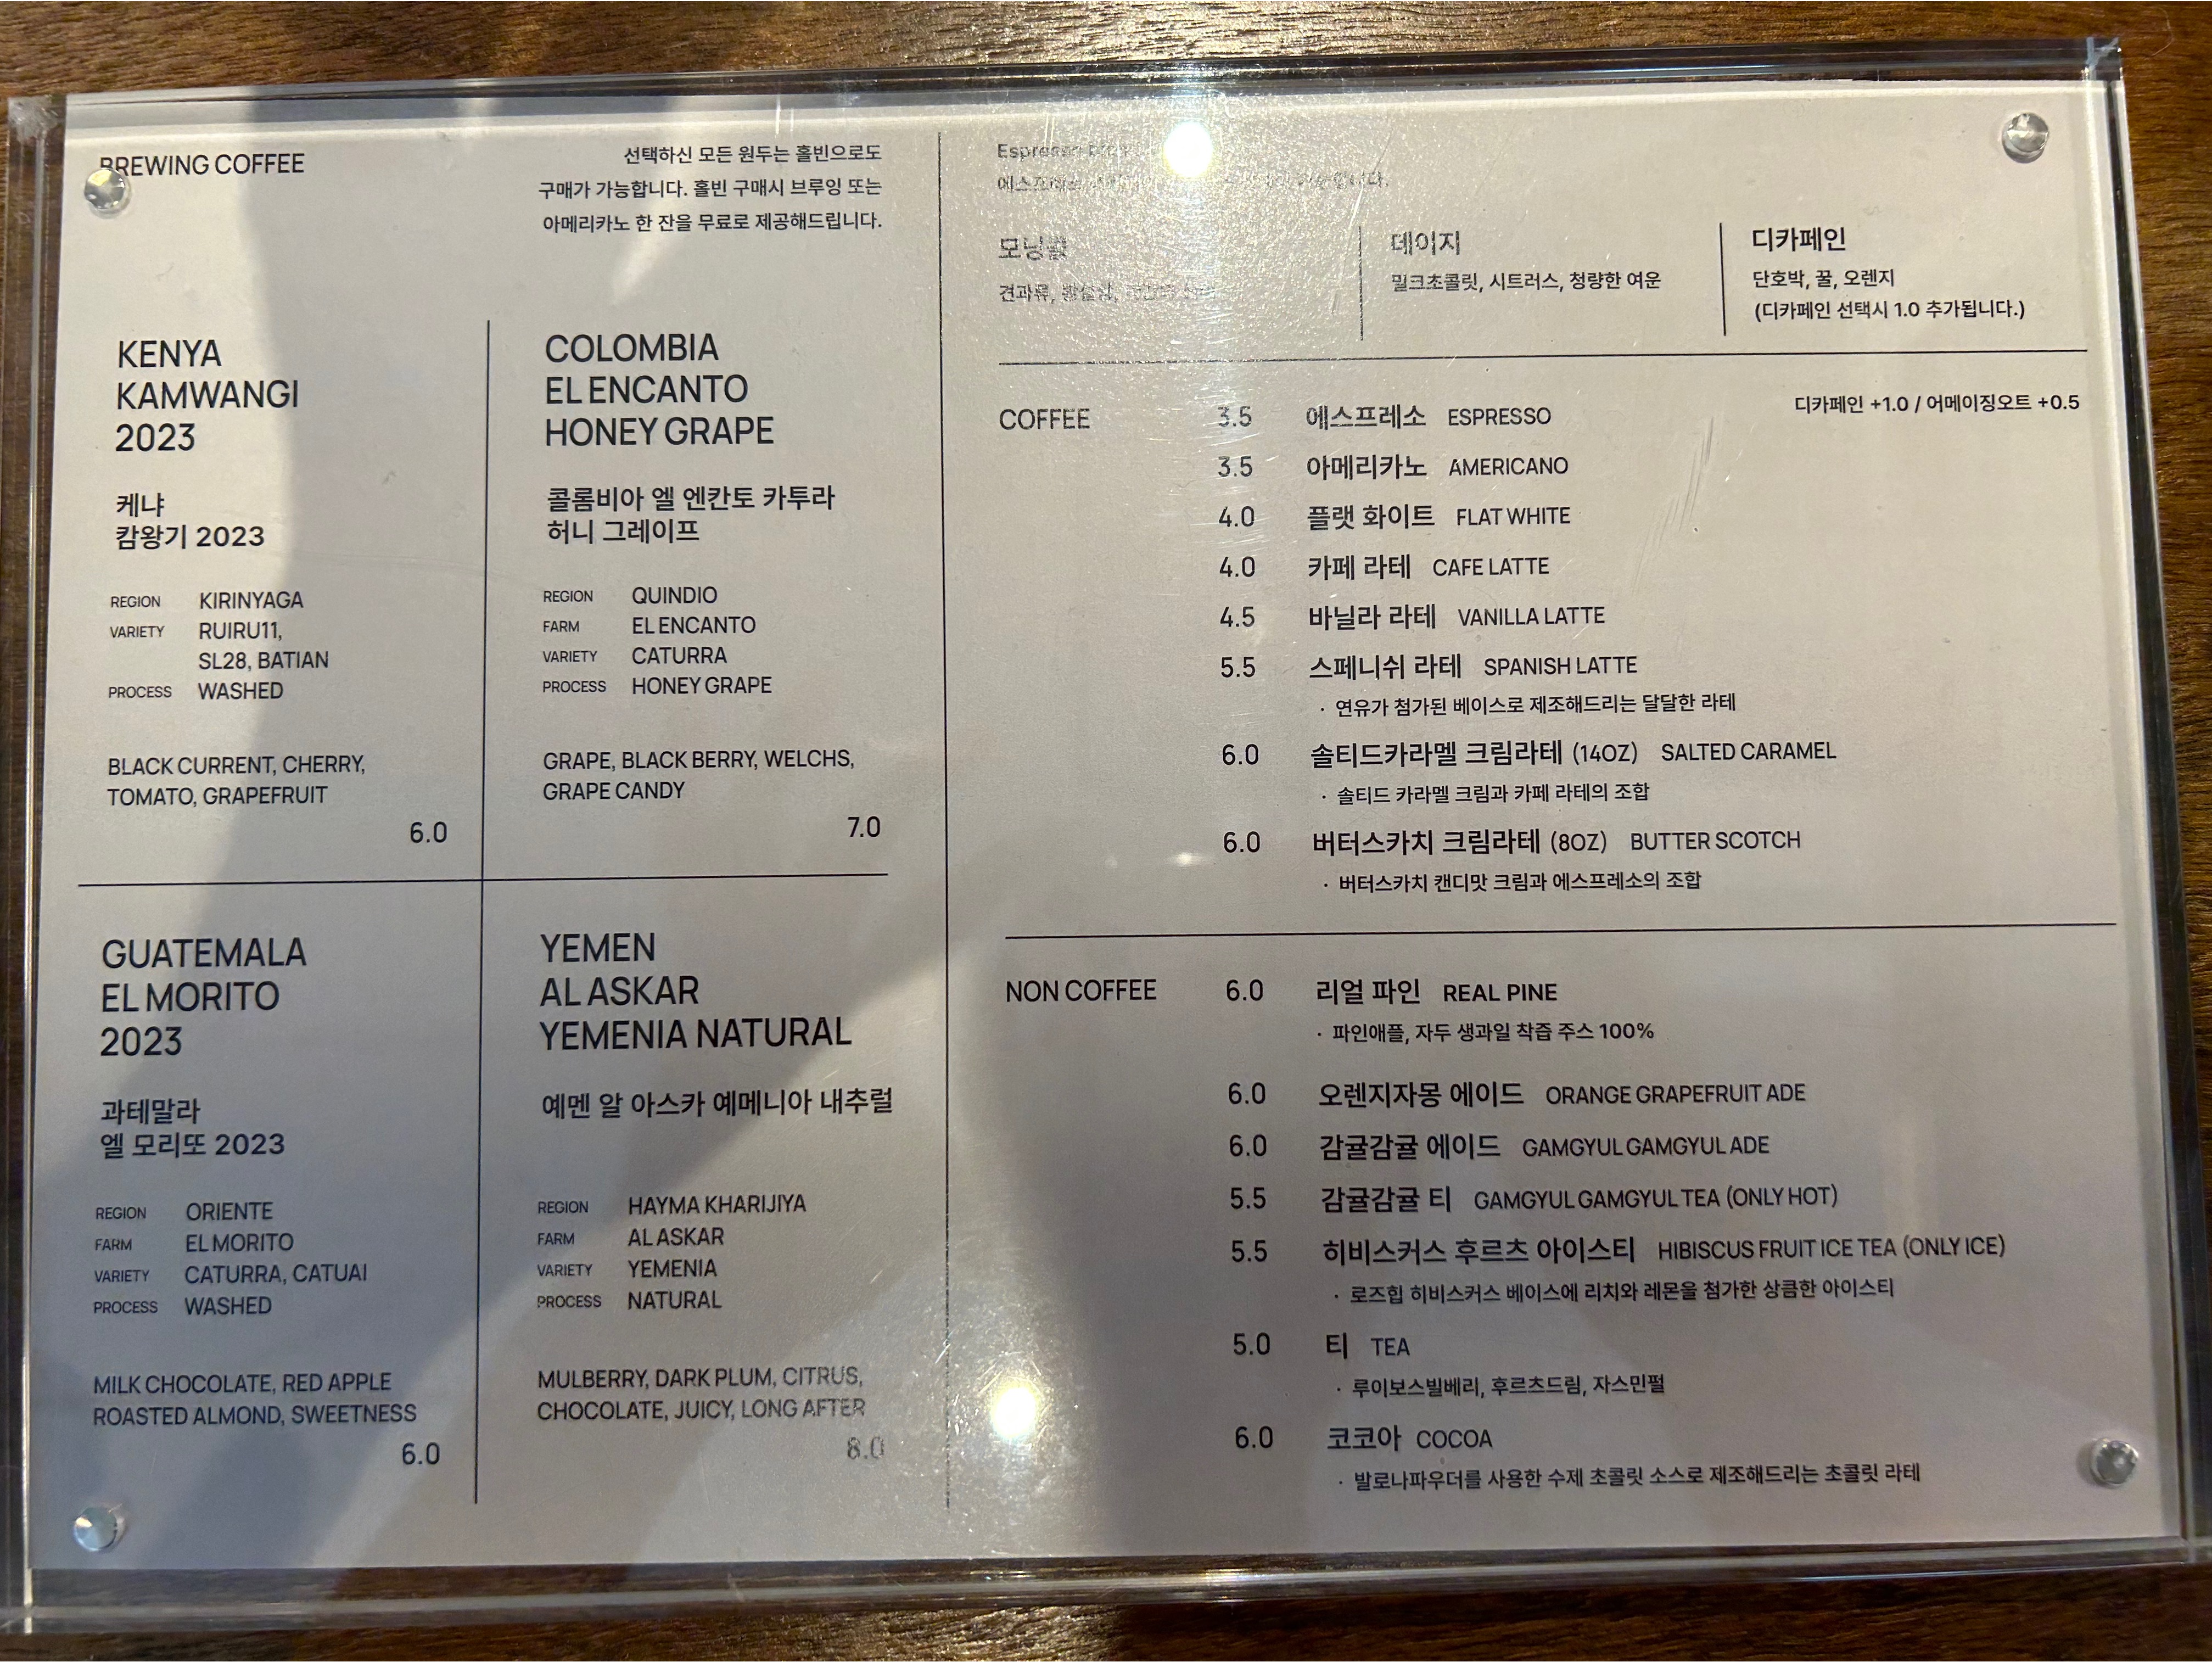 BREWING COFFEE
선택하신 모든 원두는 홀빈으로도
구매가 가능합니다. 홀빈 구매시 브루잉 또는
아메리카노 한 잔을 무료로 제공해드립니다.
KENYA
KAMWANGI
2023
케냐
캄왕기 2023
REGION KIRINYAGA
VARIETY RUIRU11,
SL28, BATIAN
PROCESS WASHED
BLACK CURRENT, CHERRY,
TOMATO, GRAPEFRUIT
6.0
COLOMBIA
EL ENCANTO
HONEY GRAPE
콜롬비아 엘 엔칸토 카투라
허니 그레이프
REGION QUINDIO
FARM EL ENCANTO
VARIETY CATURRA
PROCESS HONEY GRAPE
GRAPE, BLACK BERRY, WELCHS,
GRAPE CANDY
7.0
GUATEMALA
EL MORITO
2023
과테말라
엘 모리또 2023
REGION ORIENTE
FARM EL MORITO
VARIETY CATURRA, CATUAI
PROCESS WASHED
MILK CHOCOLATE, RED APPLE
ROASTED ALMOND, SWEETNESS
6.0
YEMEN
AL ASKAR
YEMENIA NATURAL
예멘 알 아스카 예메니아 내추럴
REGION HAYMA KHARIJIYA
FARM AL ASKAR
VARIETY YEMENIA
PROCESS NATURAL
MULBERRY, DARK PLUM, CITRUS,
CHOCOLATE, JUICY, LONG AFTER
8.0
Espresso
모닝
견과류,
데이지
밀크초콜릿, 시트러스, 청량한 여운
디카페인
단호박, 꿀, 오렌지
(디카페인 선택시 1.0 추가됩니다.)
COFFEE
디카페인 +1.0 / 어메이징오트 +0.5
3.5 에스프레소 ESPRESSO
3.5 아메리카노 AMERICANO
4.0 플랫 화이트 FLAT WHITE
4.0 카페 라테 CAFE LATTE
4.5 바닐라 라테 VANILLA LATTE
5.5 스페니쉬 라테 SPANISH LATTE
· 연유가 첨가된 베이스로 제조해드리는 달달한 라테
6.0 솔티드카라멜 크림라테 (14OZ) SALTED CARAMEL
· 솔티드 카라멜 크림과 카페 라테의 조합
6.0 버터스카치 크림라테 (8OZ) BUTTER SCOTCH
· 버터스카치 캔디맛 크림과 에스프레소의 조합
NON COFFEE
6.0 리얼 파인 REAL PINE
· 파인애플, 자두 생과일 착즙 주스 100%
6.0 오렌지자몽 에이드 ORANGE GRAPEFRUIT ADE
6.0 감귤감귤 에이드 GAMGYUL GAMGYUL ADE
5.5 감귤감귤 티 GAMGYUL GAMGYUL TEA (ONLY HOT)
5.5 히비스커스 후르츠 아이스티 HIBISCUS FRUIT ICE TEA (ONLY ICE)
· 로즈힙 히비스커스 베이스에 리치와 레몬을 첨가한 상큼한 아이스티
5.0 티 TEA
· 루이보스빌베리, 후르츠드림, 자스민펄
6.0 코코아 COCOA
· 발로나파우더를 사용한 수제 초콜릿 소스로 제조해드리는 초콜릿 라테